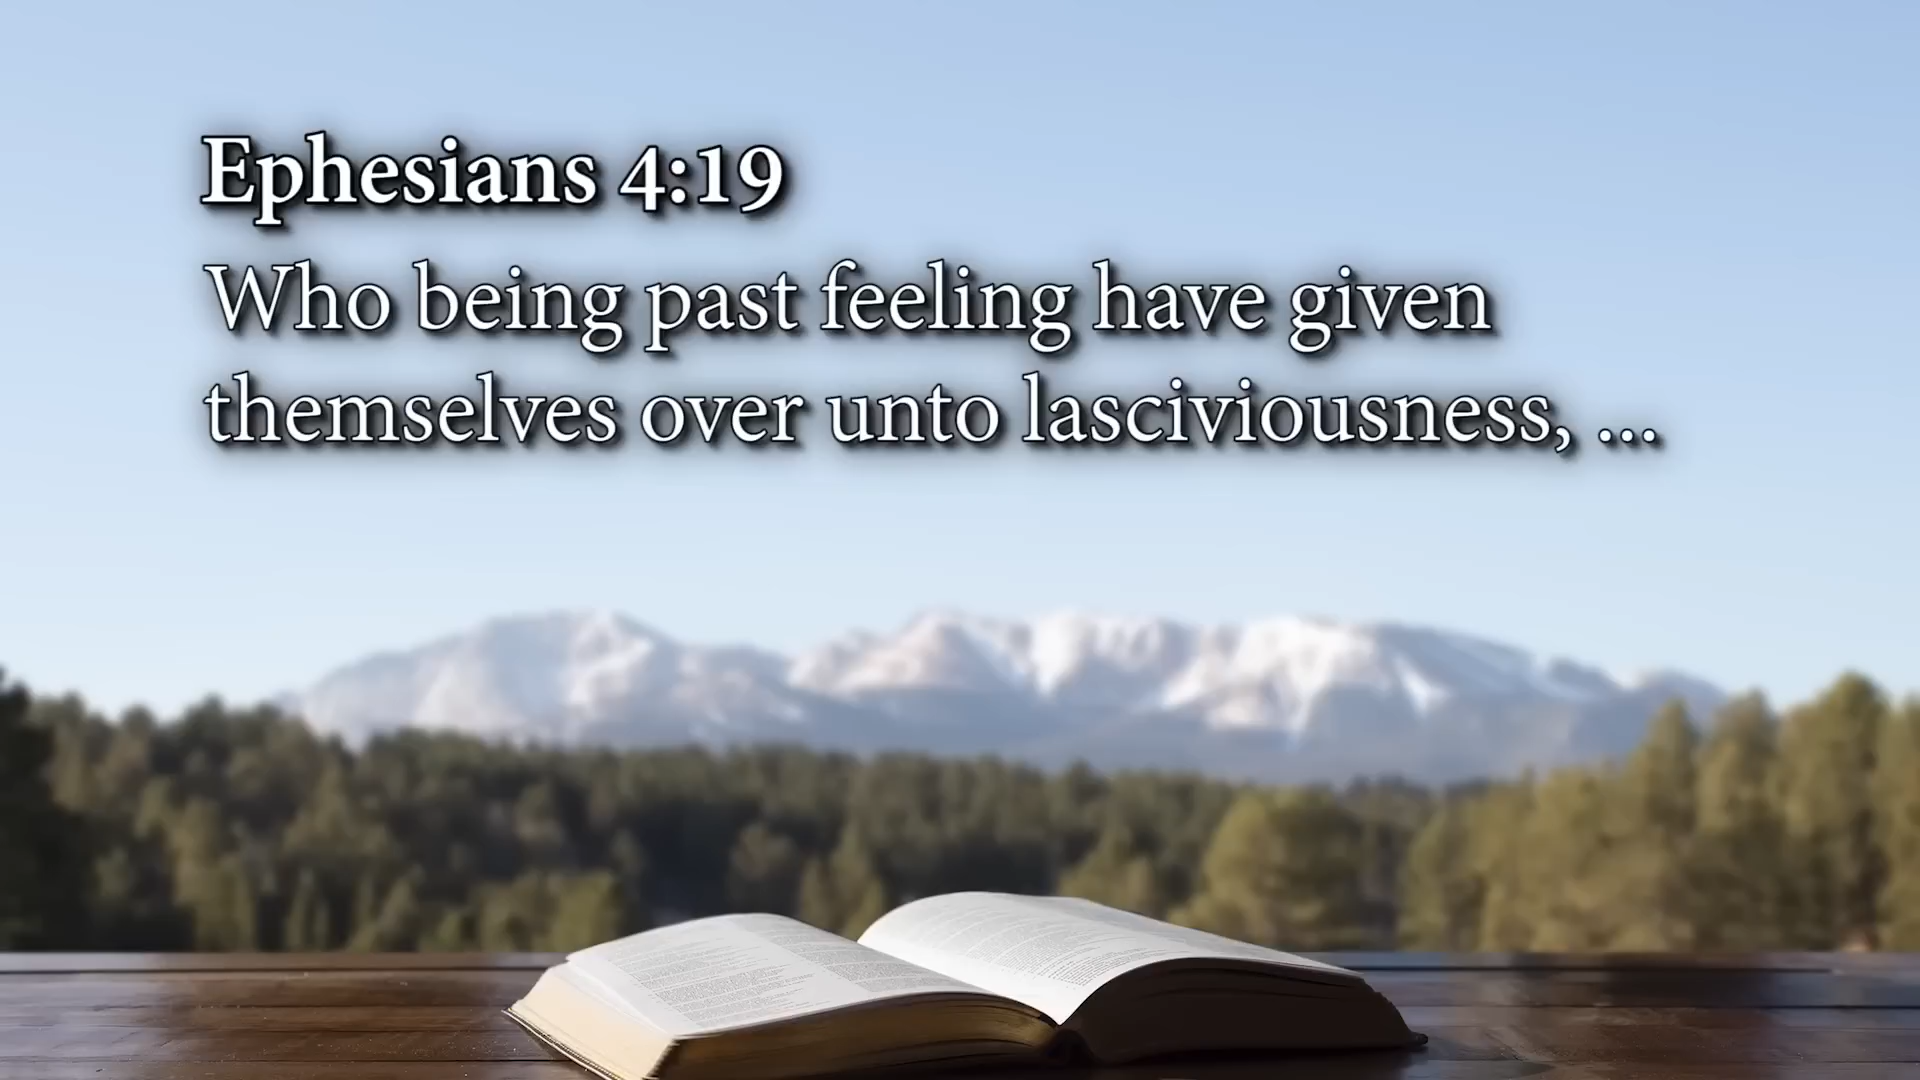 Ephesians 4:19
Who being past feeling have given
themselves over unto lasciviousness, ...